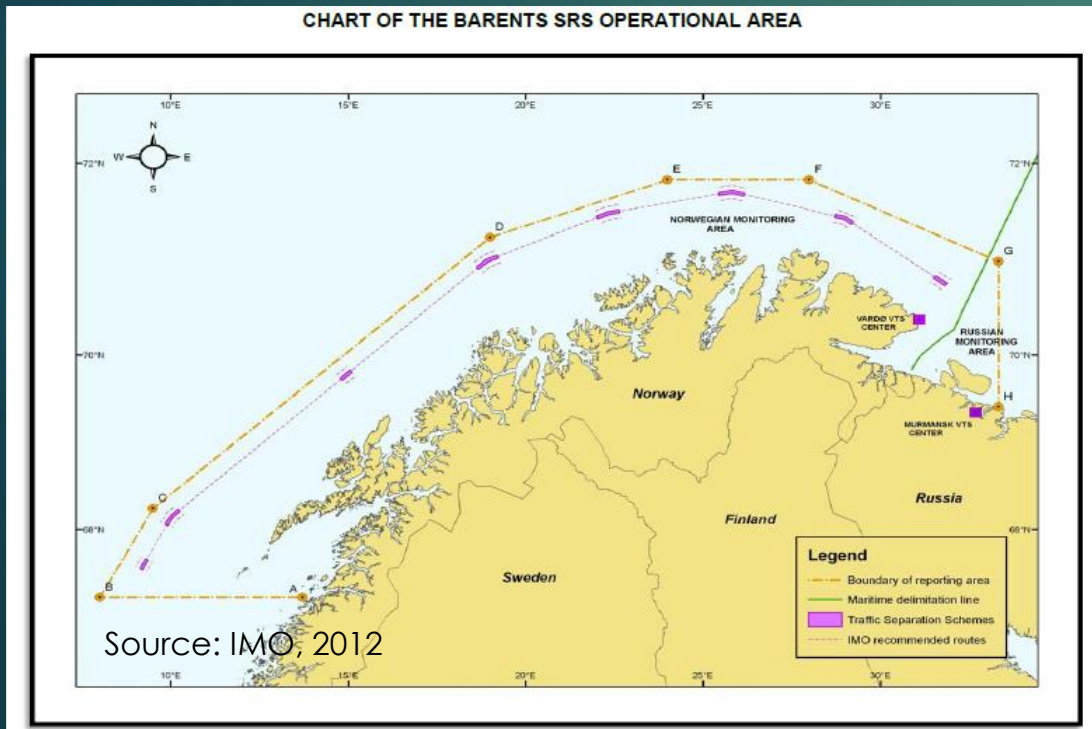 CHART OF THE BARENTS SRS OPERATIONAL AREA
10°E
15°E
20°E
25°E
30°E
N
W
E
S
72°N
72°N
E
F
NORWEGIAN MONITORING
AREA
D
G
VARDØ VTS
CENTER
RUSSIAN
MONITORING
AREA
70°N
70°N
Norway
H
MURMANSK VTS
CENTER
C
Russia
68°N
68°N
Finland
Sweden
B
A
Legend
Boundary of reporting area
Maritime delimitation line
Traffic Separation Schemes
IMO recommended routes
Source: IMO, 2012
10°E
15°E
20°E
25°E
30°E